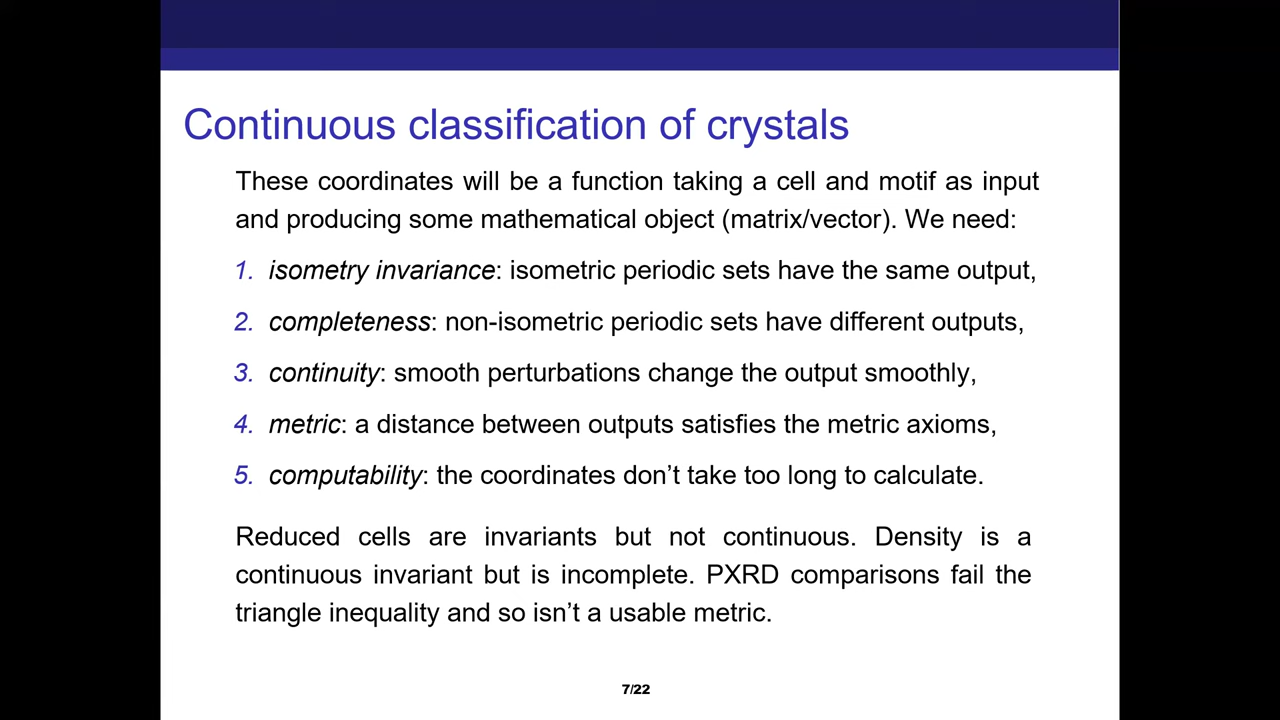 Continuous classification of crystals
These coordinates will be a function taking a cell and motif as input
and producing some mathematical object (matrix/vector). We need:
1. isometry invariance: isometric periodic sets have the same output,
2. completeness: non-isometric periodic sets have different outputs,
3. continuity: smooth perturbations change the output smoothly,
4. metric: a distance between outputs satisfies the metric axioms,
5. computability: the coordinates don’t take too long to calculate.
Reduced cells are invariants but not continuous. Density is a
continuous invariant but is incomplete. PXRD comparisons fail the
triangle inequality and so isn’t a usable metric.
7/22